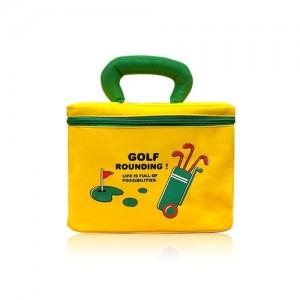 GOLF
ROUNDING !
LIFE IS FULL OF
POSSIBILITIES.